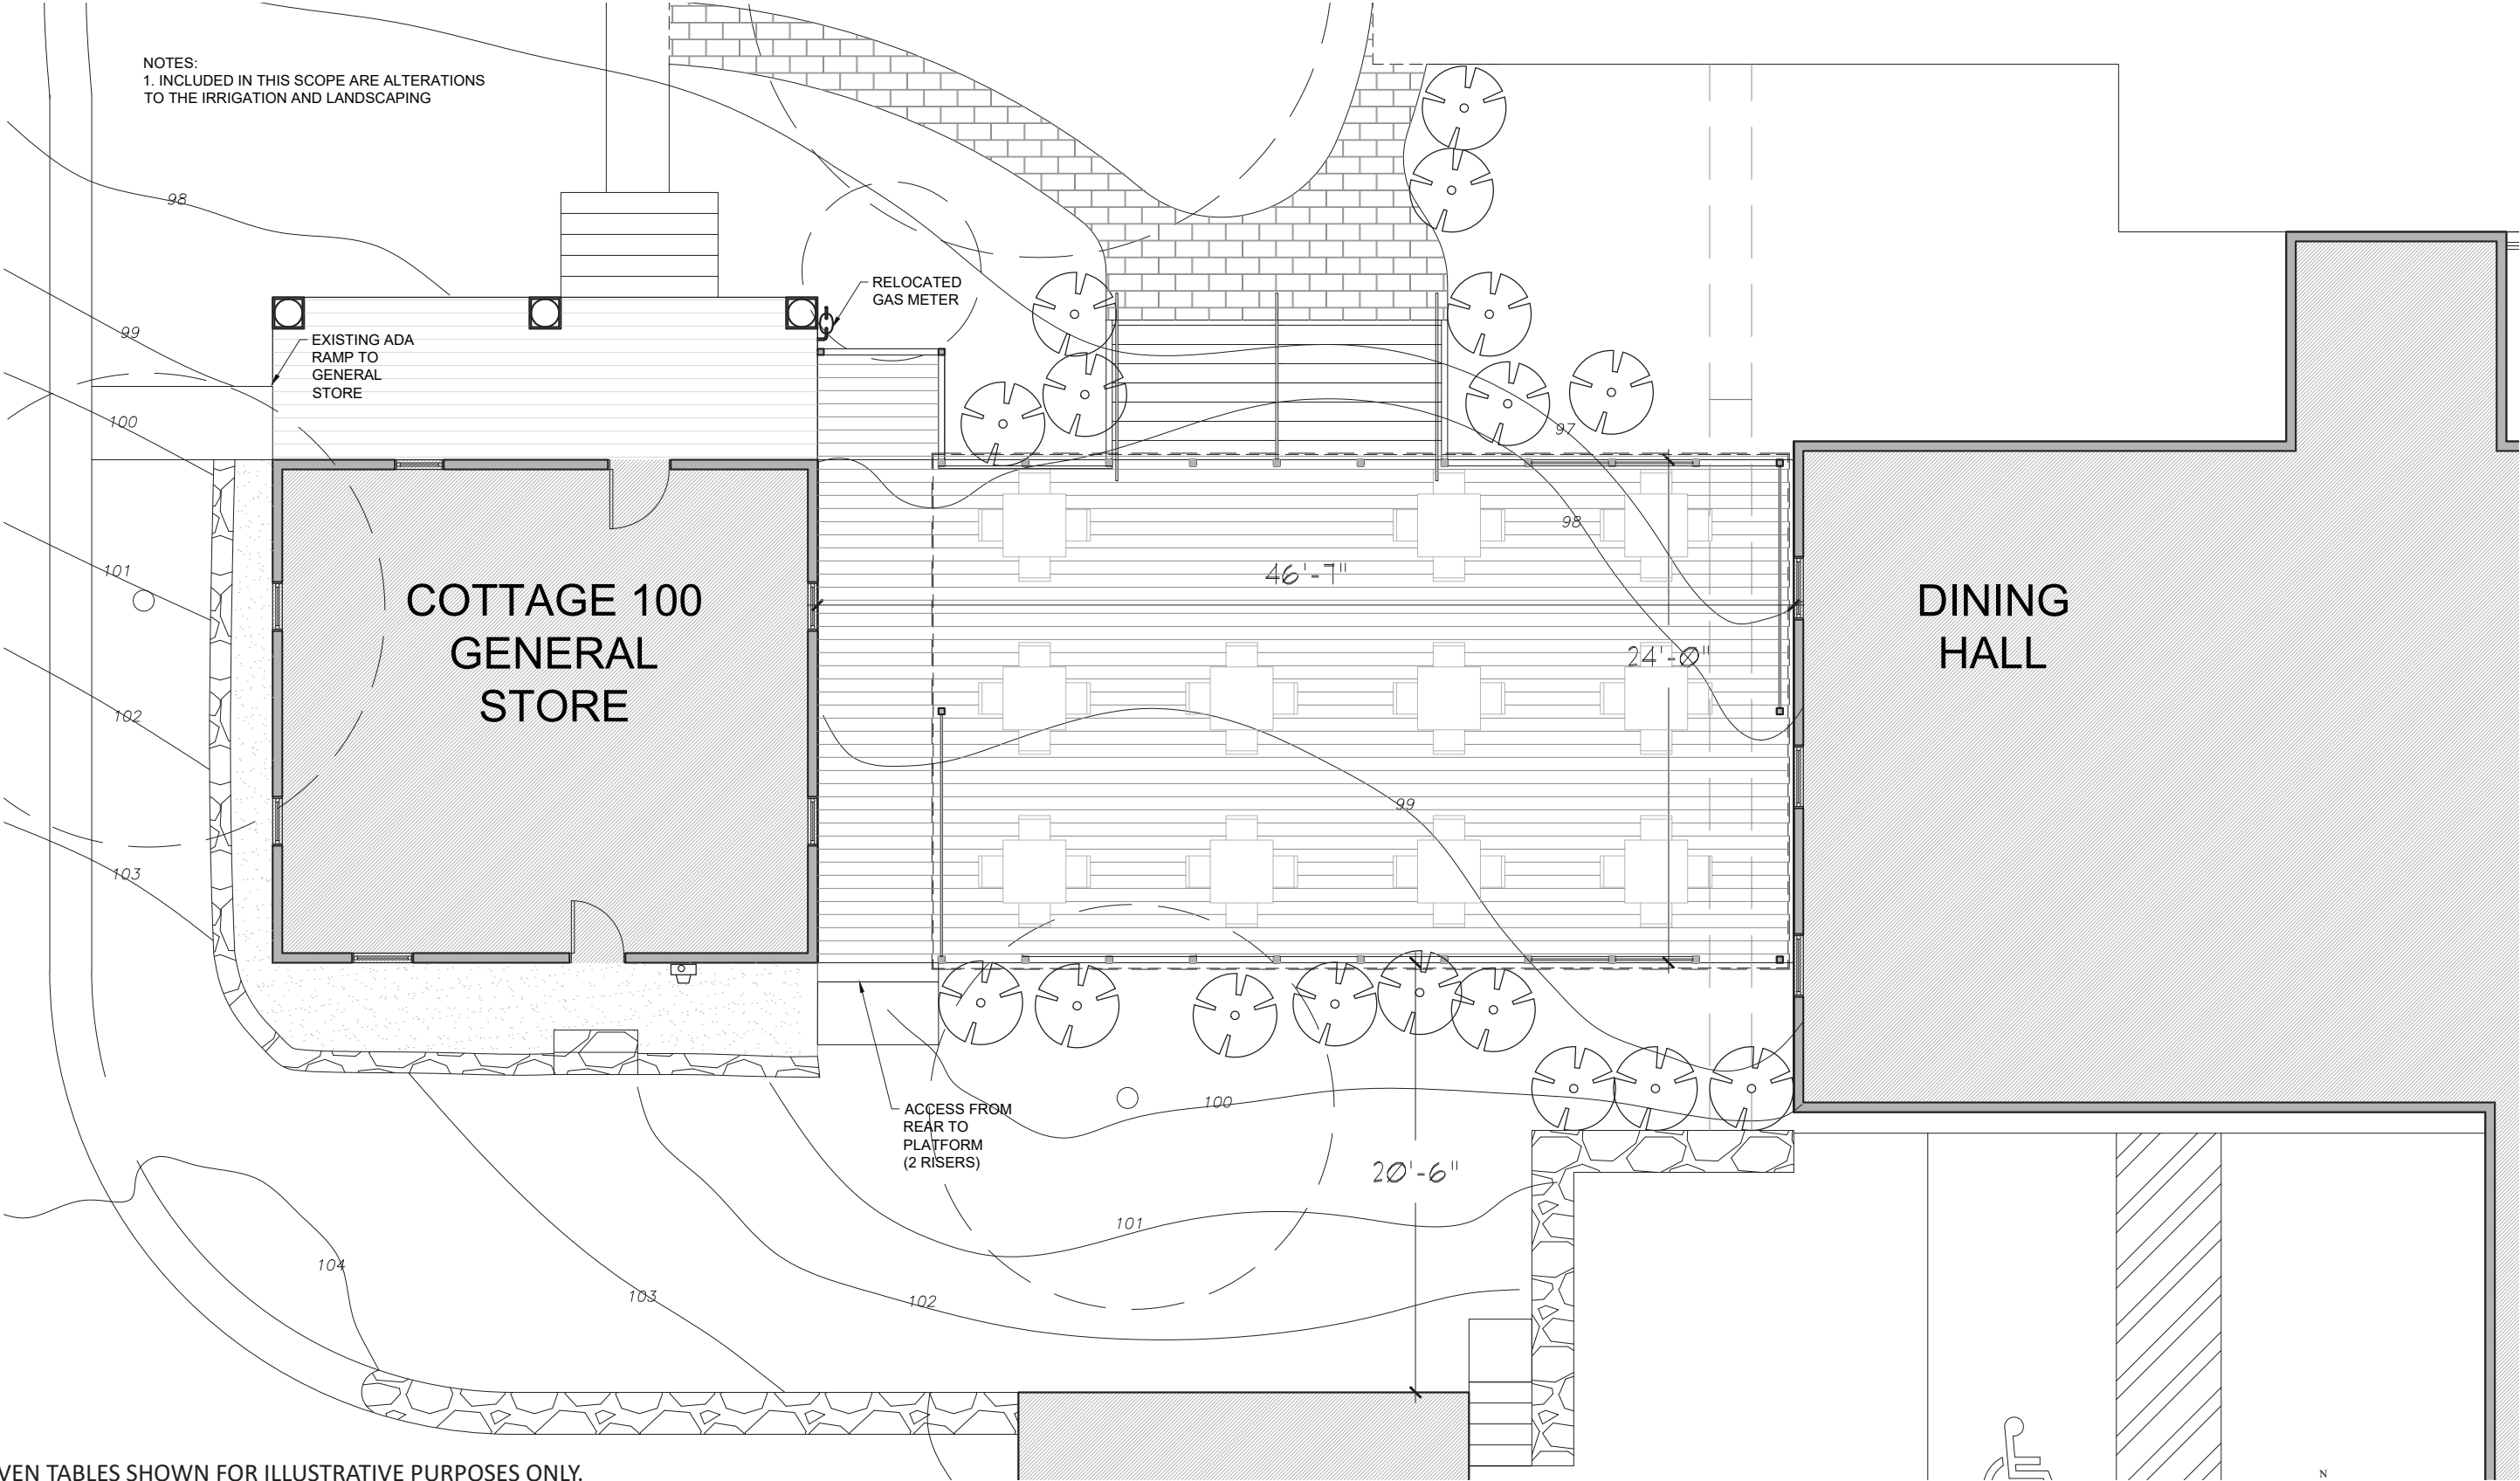 NOTES:
1. INCLUDED IN THIS SCOPE ARE ALTERATIONS
TO THE IRRIGATION AND LANDSCAPING
98
RELOCATED
GAS METER
99
EXISTING ADA
RAMP TO
GENERAL
STORE
100
97
98
101
46'-7"
COTTAGE 100
GENERAL
STORE
DINING
HALL
24'-0"
102
99
103
ACCESS FROM
REAR TO
PLATFORM
(2 RISERS)
100
20'-6"
101
104
103
102
TABLES SHOWN FOR ILLUSTRATIVE PURPOSES ONLY.
N